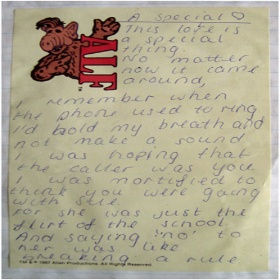 A Special ♡
This love is
a special
thing.
No matter
how it came
around,
ALF
remember when
the phone used to ring
I'd hold my breath and
not make a sound
I was hoping that
the caller was you
I was mortified to
think you were going
with Sue.
For she was just the
flirt of the school
And saying "no" to
her was like
breaking a rule
TM & © 1987 Alien Productions. All Rights Reserved.